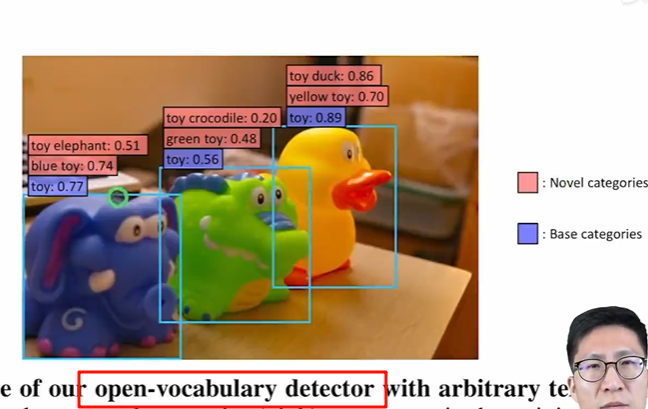 toy duck: 0.86
yellow toy: 0.70
toy: 0.89
toy crocodile: 0.20
green toy: 0.48
toy: 0.56
toy elephant: 0.51
blue toy: 0.74
toy: 0.77
: Novel categories
: Base categories
e of our open-vocabulary detector with arbitrary